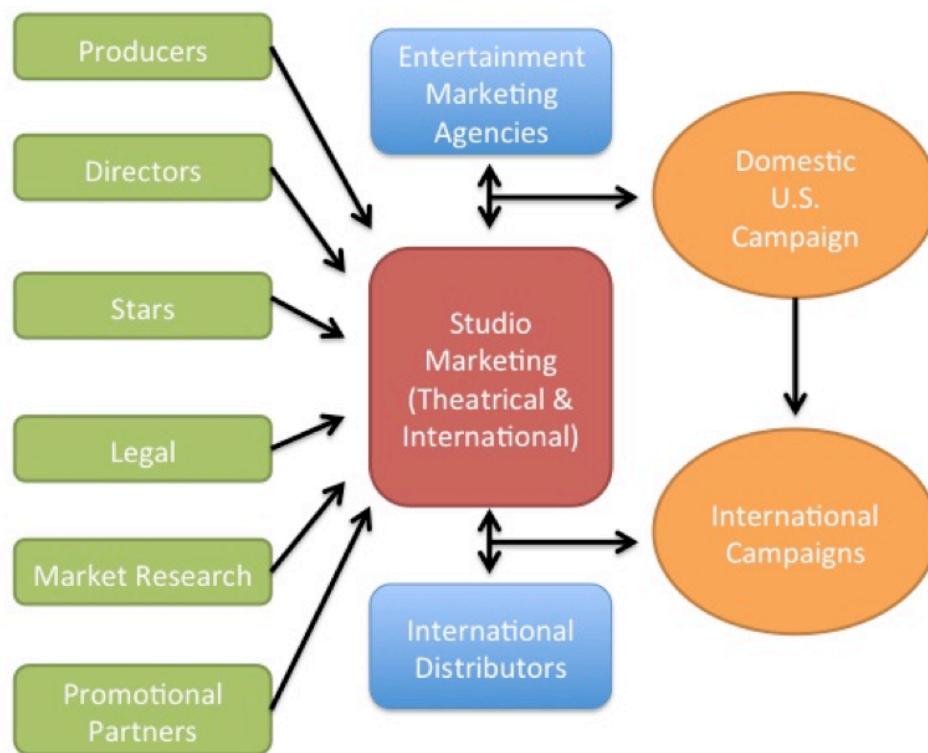 Producers
Directors
Stars
Legal
Market Research
Promotional
Partners
Entertainment
Marketing
Agencies
Studio
Marketing
(Theatrical &
International)
International
Distributors
Domestic
U.S.
Campaign
International
Campaigns